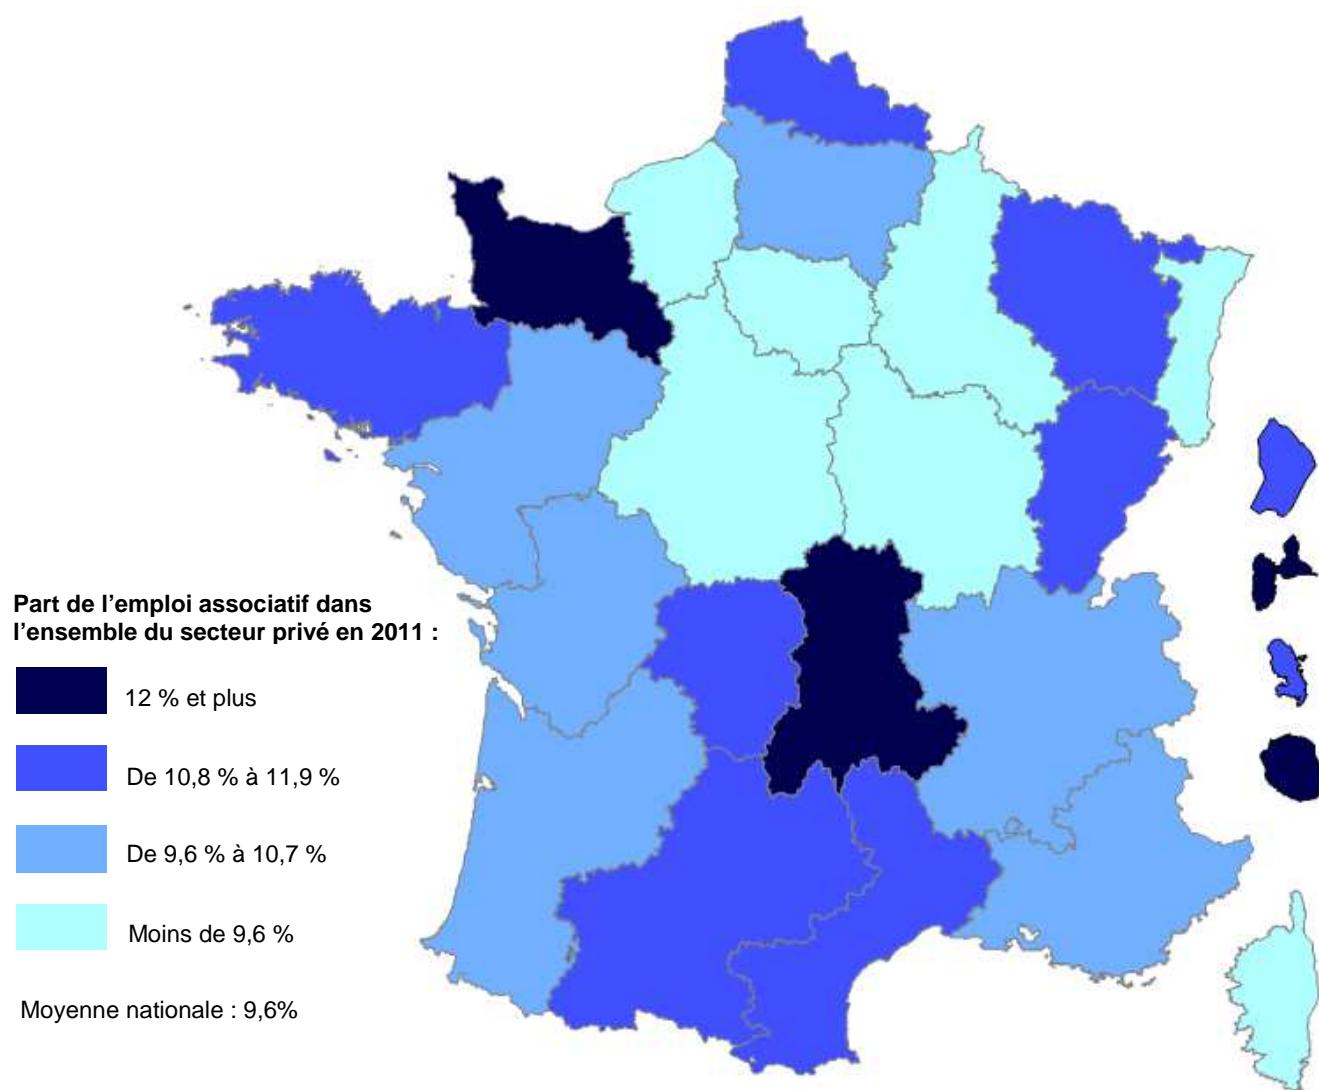 Part de l’emploi associatif dans
l’ensemble du secteur privé en 2011 :
12 % et plus
De 10,8 % à 11,9 %
De 9,6 % à 10,7 %
Moins de 9,6 %
Moyenne nationale : 9,6%